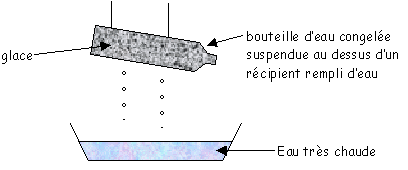 glace
bouteille d'eau congelée
suspendue au dessus d'un
récipient rempli d'eau
Eau très chaude